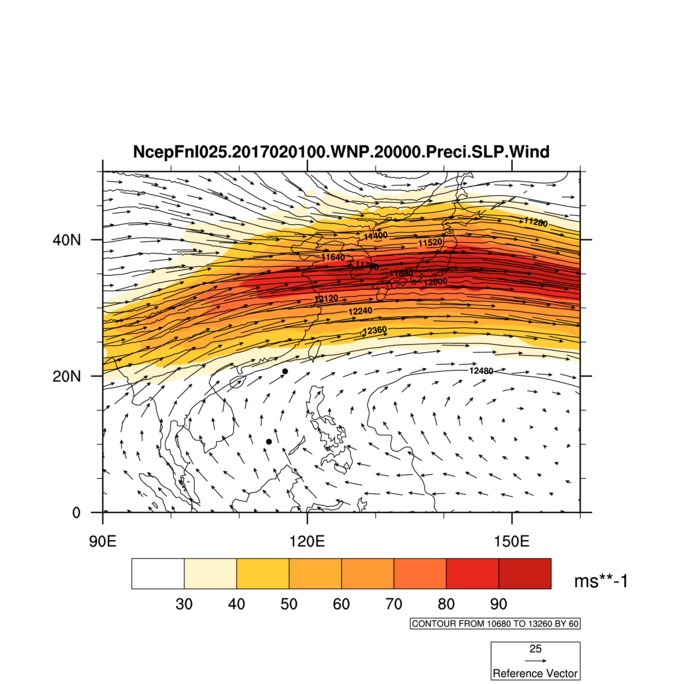 NcepFnl025.2017020100.WNP.20000.Preci.SLP.Wind
11280
40N
11400
11520
11640
11880
12000
12120
12240
12360
20N
12480
0
90E 120E 150E
ms**-1
30 40 50 60 70 80 90
CONTOUR FROM 10680 TO 13260 BY 60
25
Reference Vector